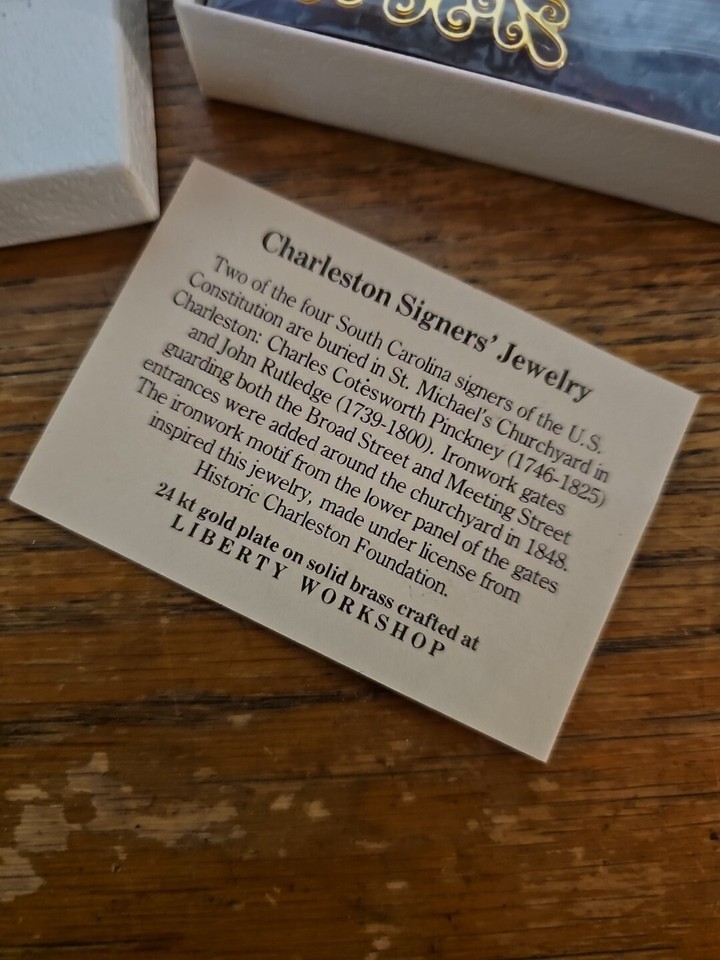 Charleston Signers' Jewelry
Two of the four South Carolina signers of the U.S.
Constitution are buried in St. Michael's Churchyard in
Charleston: Charles Cotesworth Pinckney (1746-1825)
and John Rutledge (1739-1800). Ironwork gates
guarding both the Broad Street and Meeting Street
entrances were added around the churchyard in 1848.
The ironwork motif from the lower panel of the gates
inspired this jewelry, made under license from
Historic Charleston Foundation.
24 kt gold plate on solid brass crafted at
LIBERTY WORKSHOP